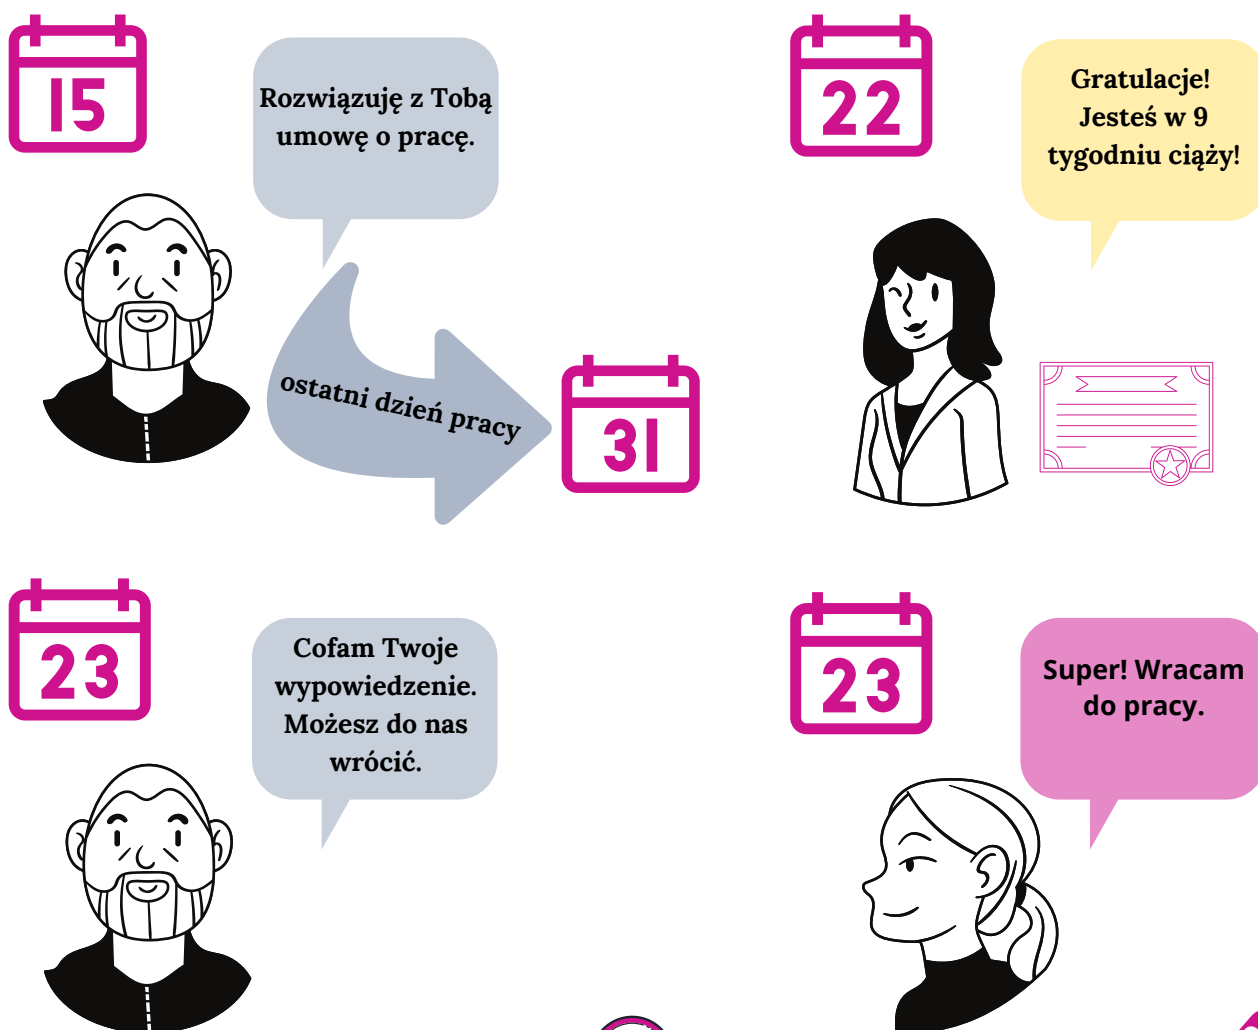 15
Rozwiązuję z Tobą
umowę o pracę.
ostatni dzień pracy
31
22
Gratulacje!
Jesteś w 9
tygodniu ciąży!
23
Cofam Twoje
wypowiedzenie.
Możesz do nas
wrócić.
23
Super! Wracam
do pracy.